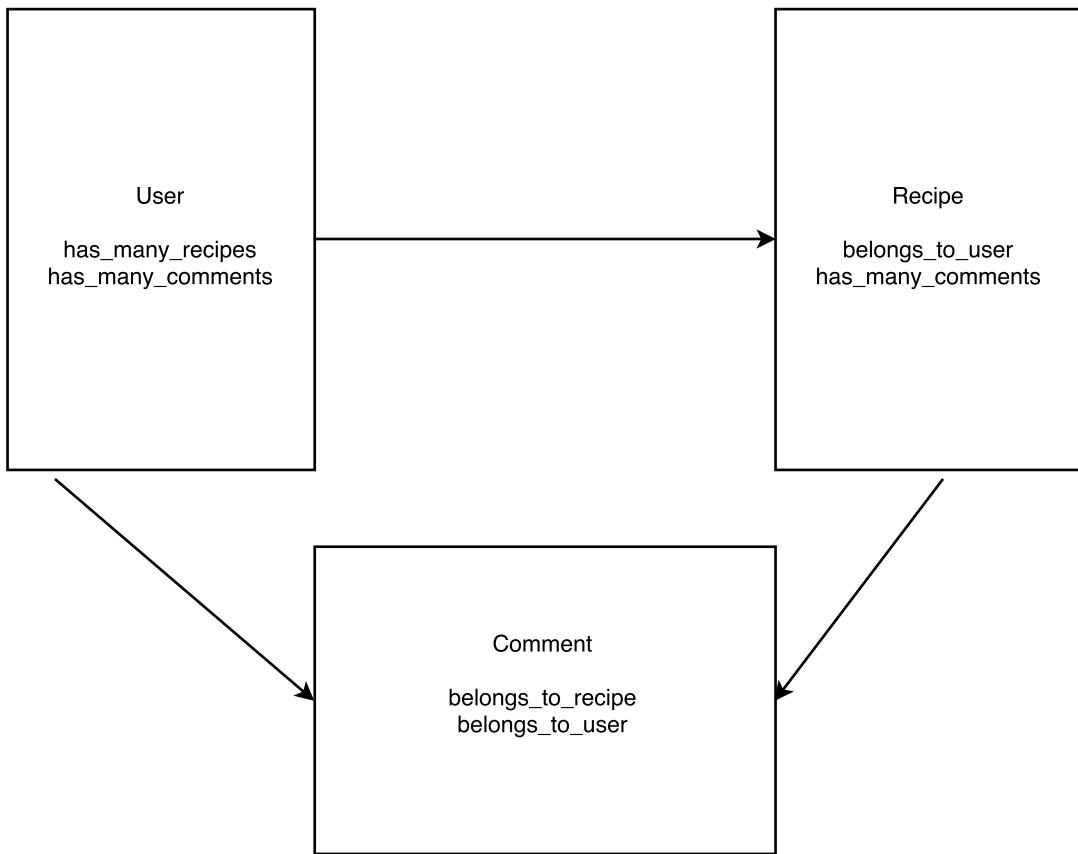 User
has_many_recipes
has_many_comments
Recipe
belongs_to_user
has_many_comments
Comment
belongs_to_recipe
belongs_to_user